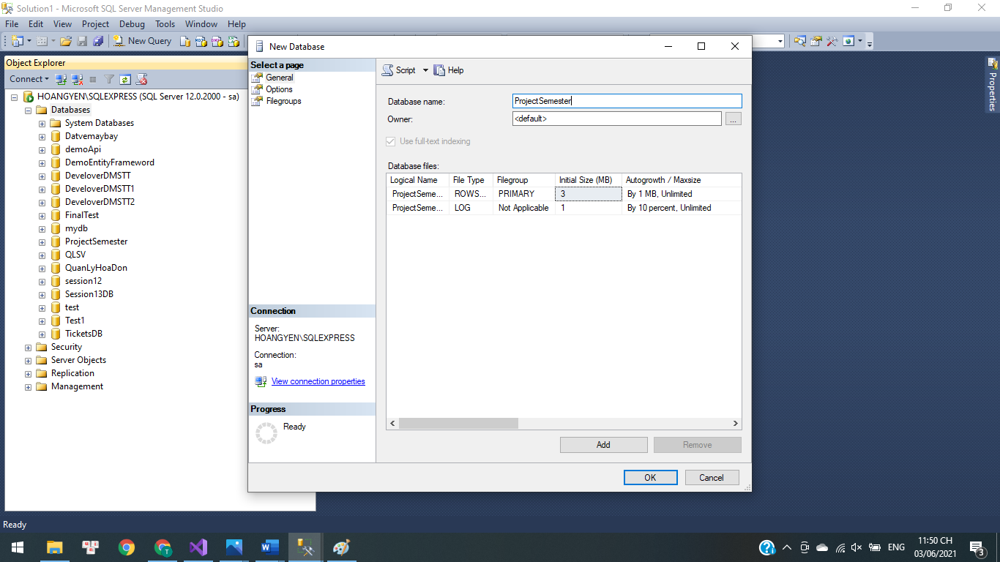 Solution1 - Microsoft SQL Server Management Studio
File Edit View Project Debug Tools Window Help
New Query
Object Explorer
Connect
HOANGYEN\SQLEXPRESS (SQL Server 12.0.2000 - sa)
Databases
System Databases
Datvemaybay
demoApi
DemoEntityFrameword
DeveloverDMSTT
DeveloverDMSTT1
DeveloverDMSTT2
FinalTest
mydb
ProjectSemester
QLSV
QuanLyHoaDon
session12
Session13DB
test
Test1
TicketsDB
Security
Server Objects
Replication
Management
New Database
Select a page
General
Options
Filegroups
Connection
Server:
HOANGYEN\SQLEXPRESS
Connection:
sa
View connection properties
Progress
Ready
Script Help
Database name: ProjectSemester
Owner: <default> ...
Use full-text indexing
Database files:
Logical Name File Type Filegroup Initial Size (MB) Autogrowth / Maxsize
ProjectSeme... ROWS... PRIMARY 3 By 1 MB, Unlimited
ProjectSeme... LOG Not Applicable 1 By 10 percent, Unlimited
Add Remove
OK Cancel
Properties
Ready
ENG
11:50 CH
03/06/2021
3